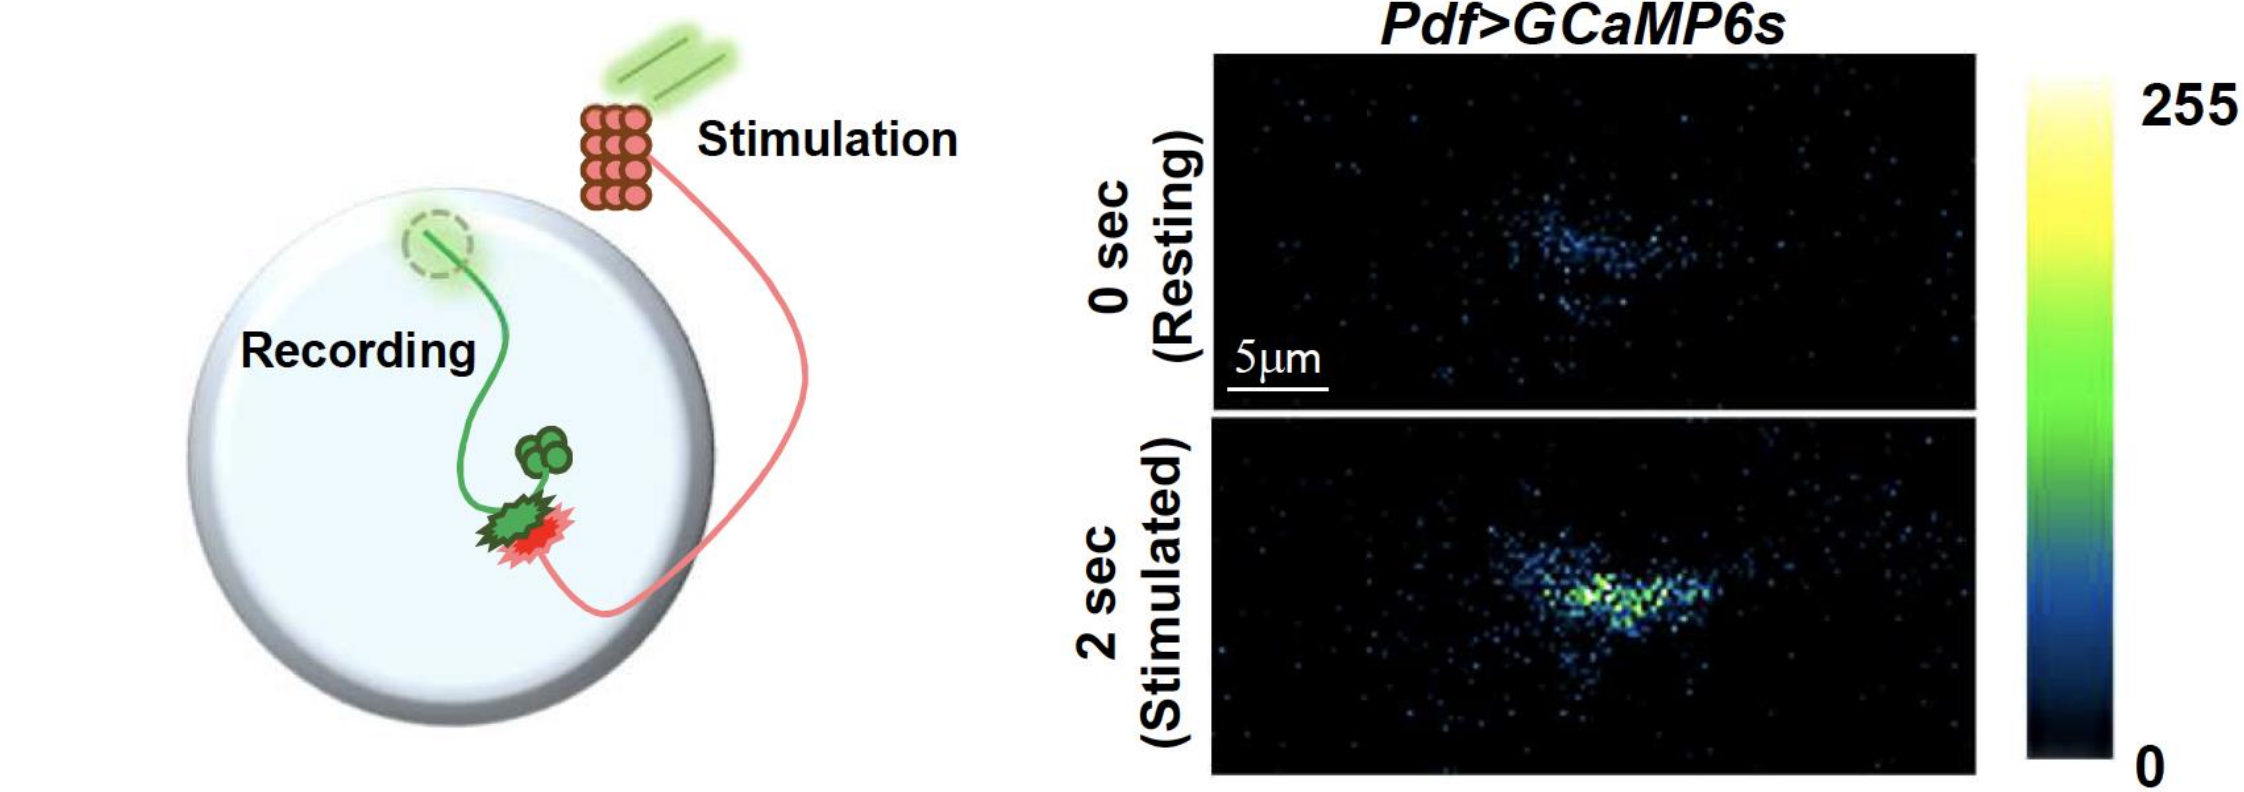 Stimulation
Recording
Pdf>GCaMP6s
0 sec
(Resting)
5μm
2 sec
(Stimulated)
255
0